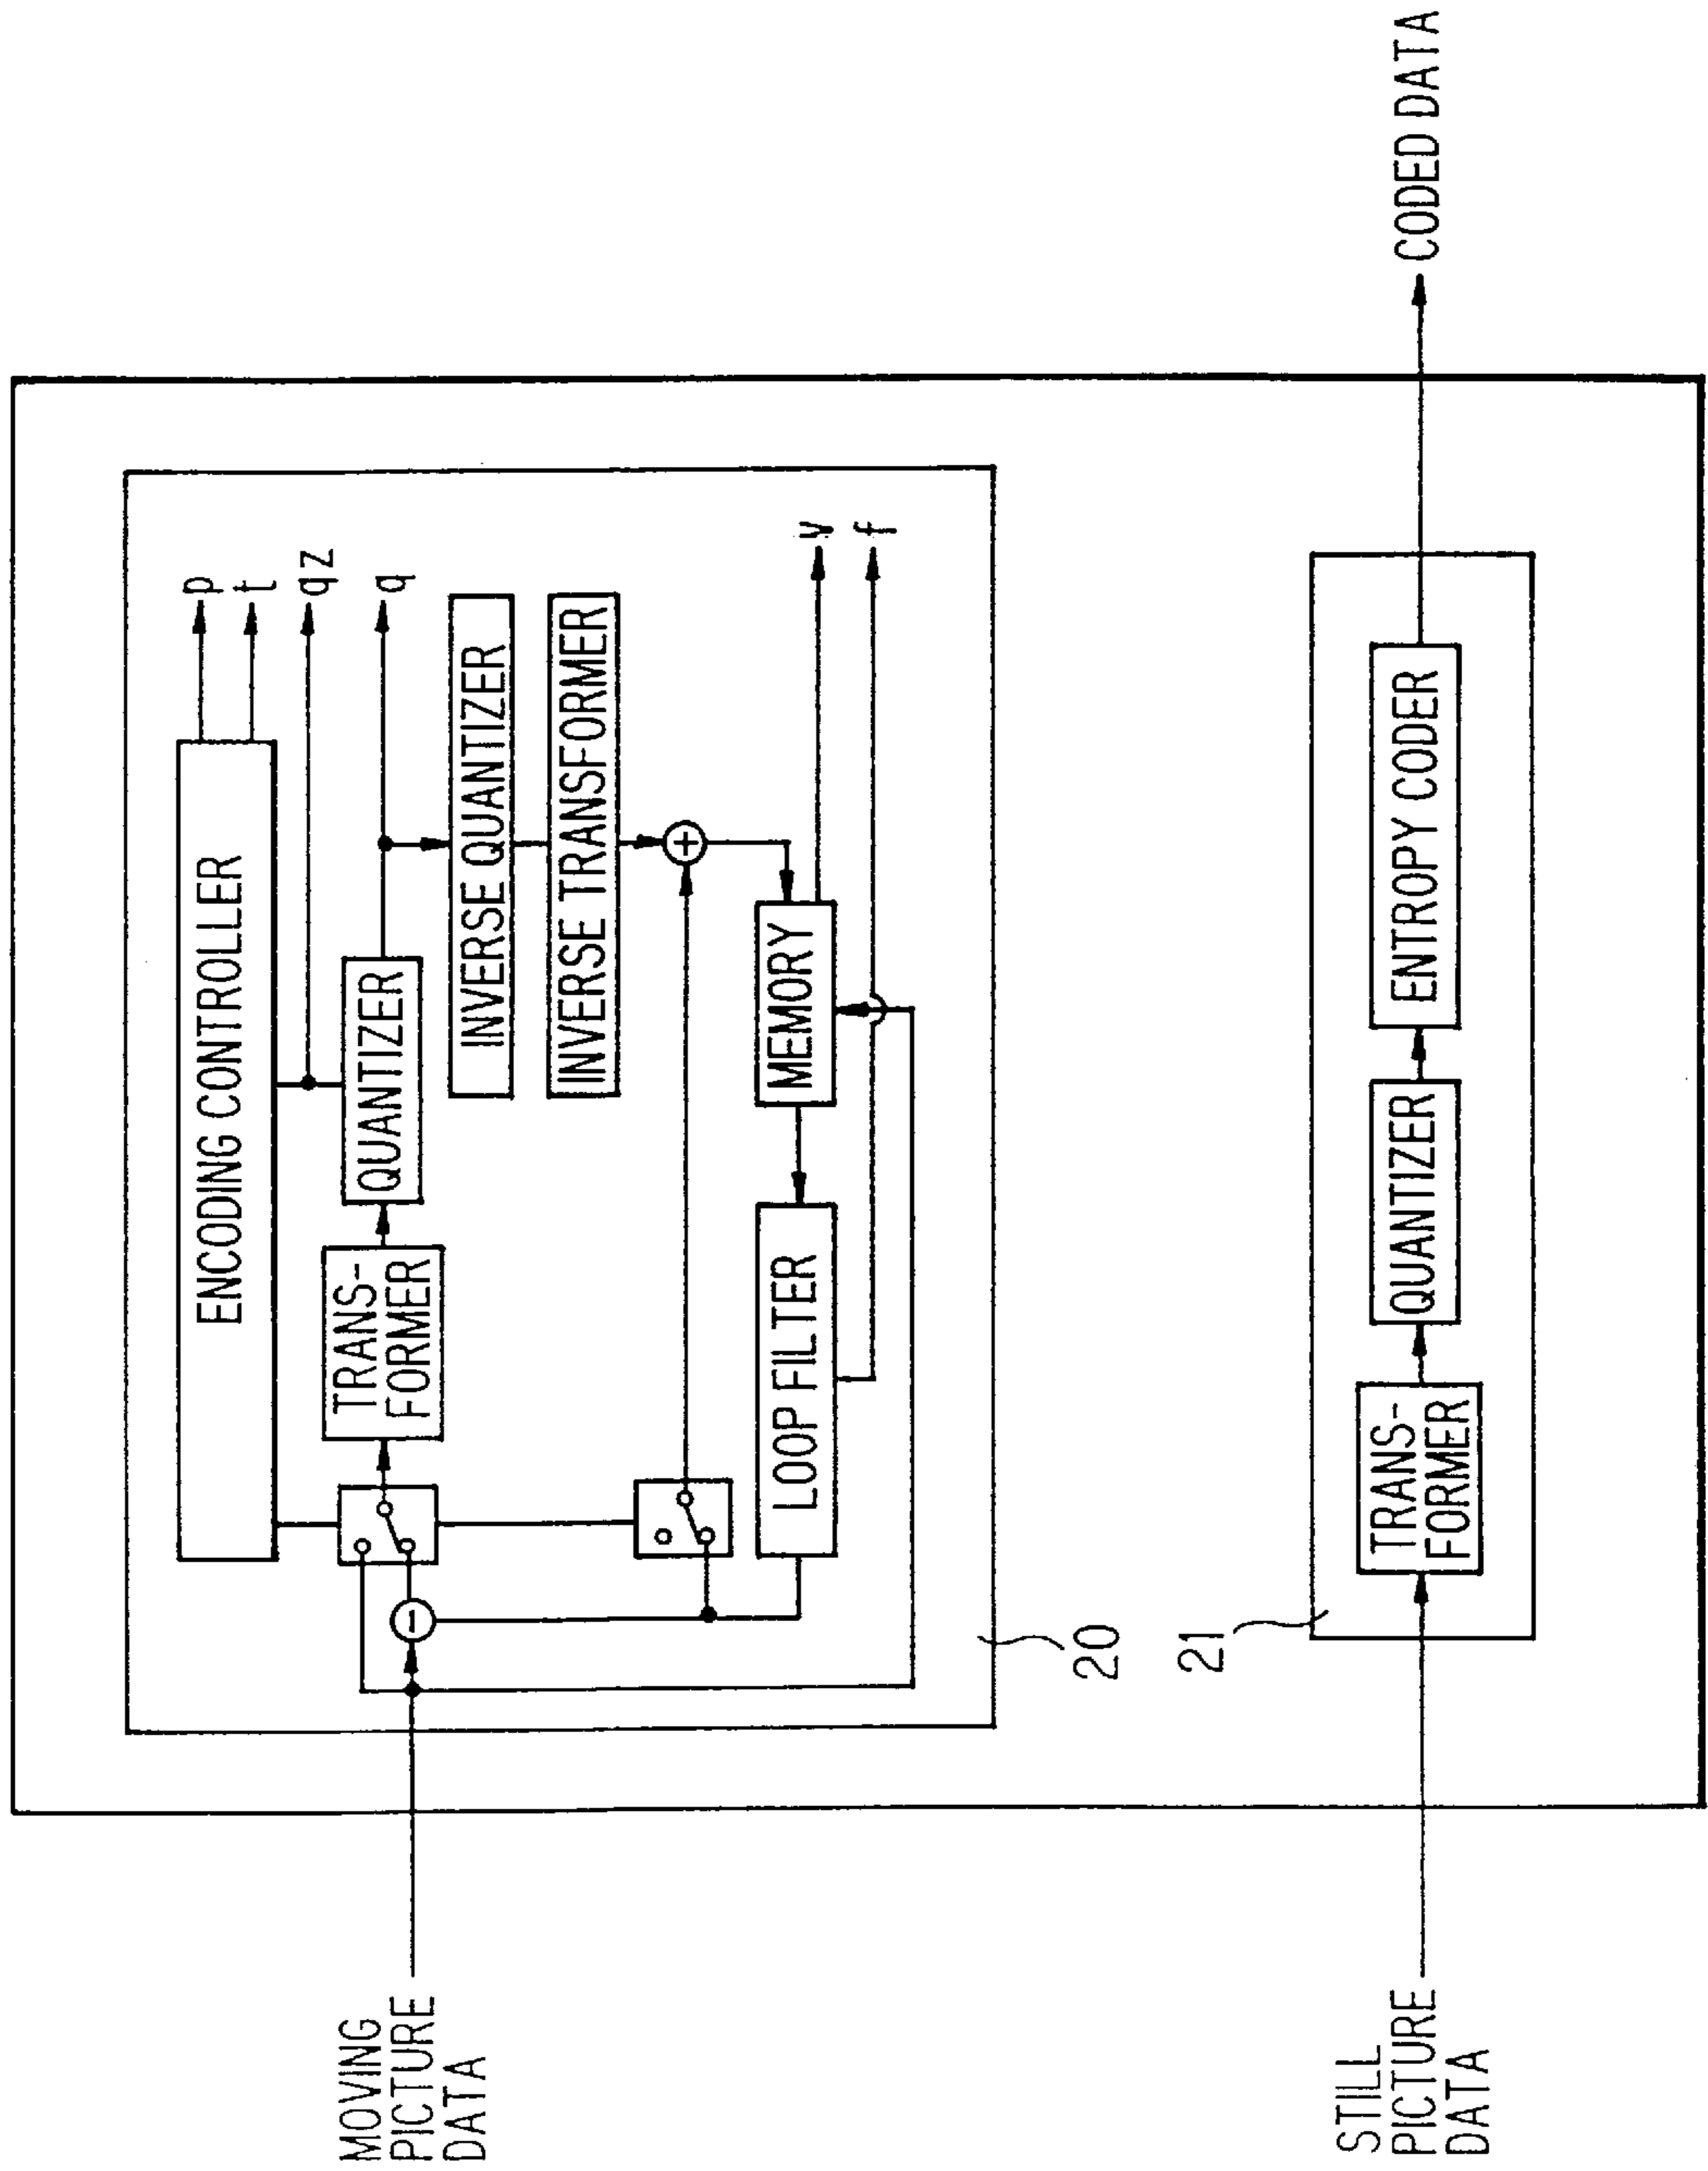 ENCODING CONTROLLER
p
t
qz
q
TRANS-
FORMER
QUANTIZER
INVERSE QUANTIZER
INVERSE TRANSFORMER
MOVING
PICTURE
DATA
LOOP FILTER
MEMORY
v
f
20
21
STILL
PICTURE
DATA
TRANS-
FORMER
QUANTIZER
ENTROPY CODER
CODED DATA